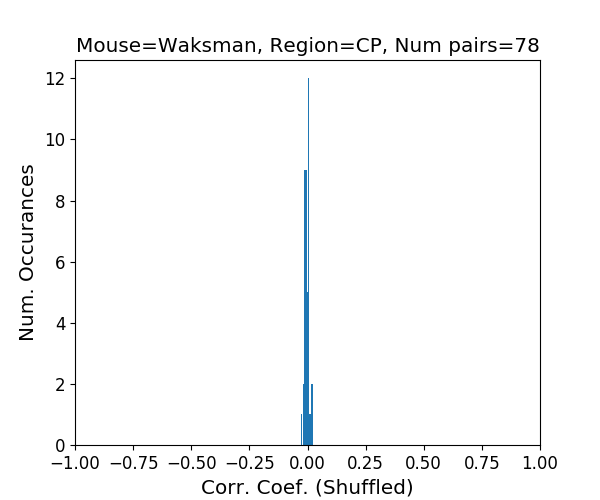 Mouse=Waksman, Region=CP, Num pairs=78
12
10
8
6
4
2
0
Num. Occurances
−1.00 −0.75 −0.50 −0.25 0.00 0.25 0.50 0.75 1.00
Corr. Coef. (Shuffled)